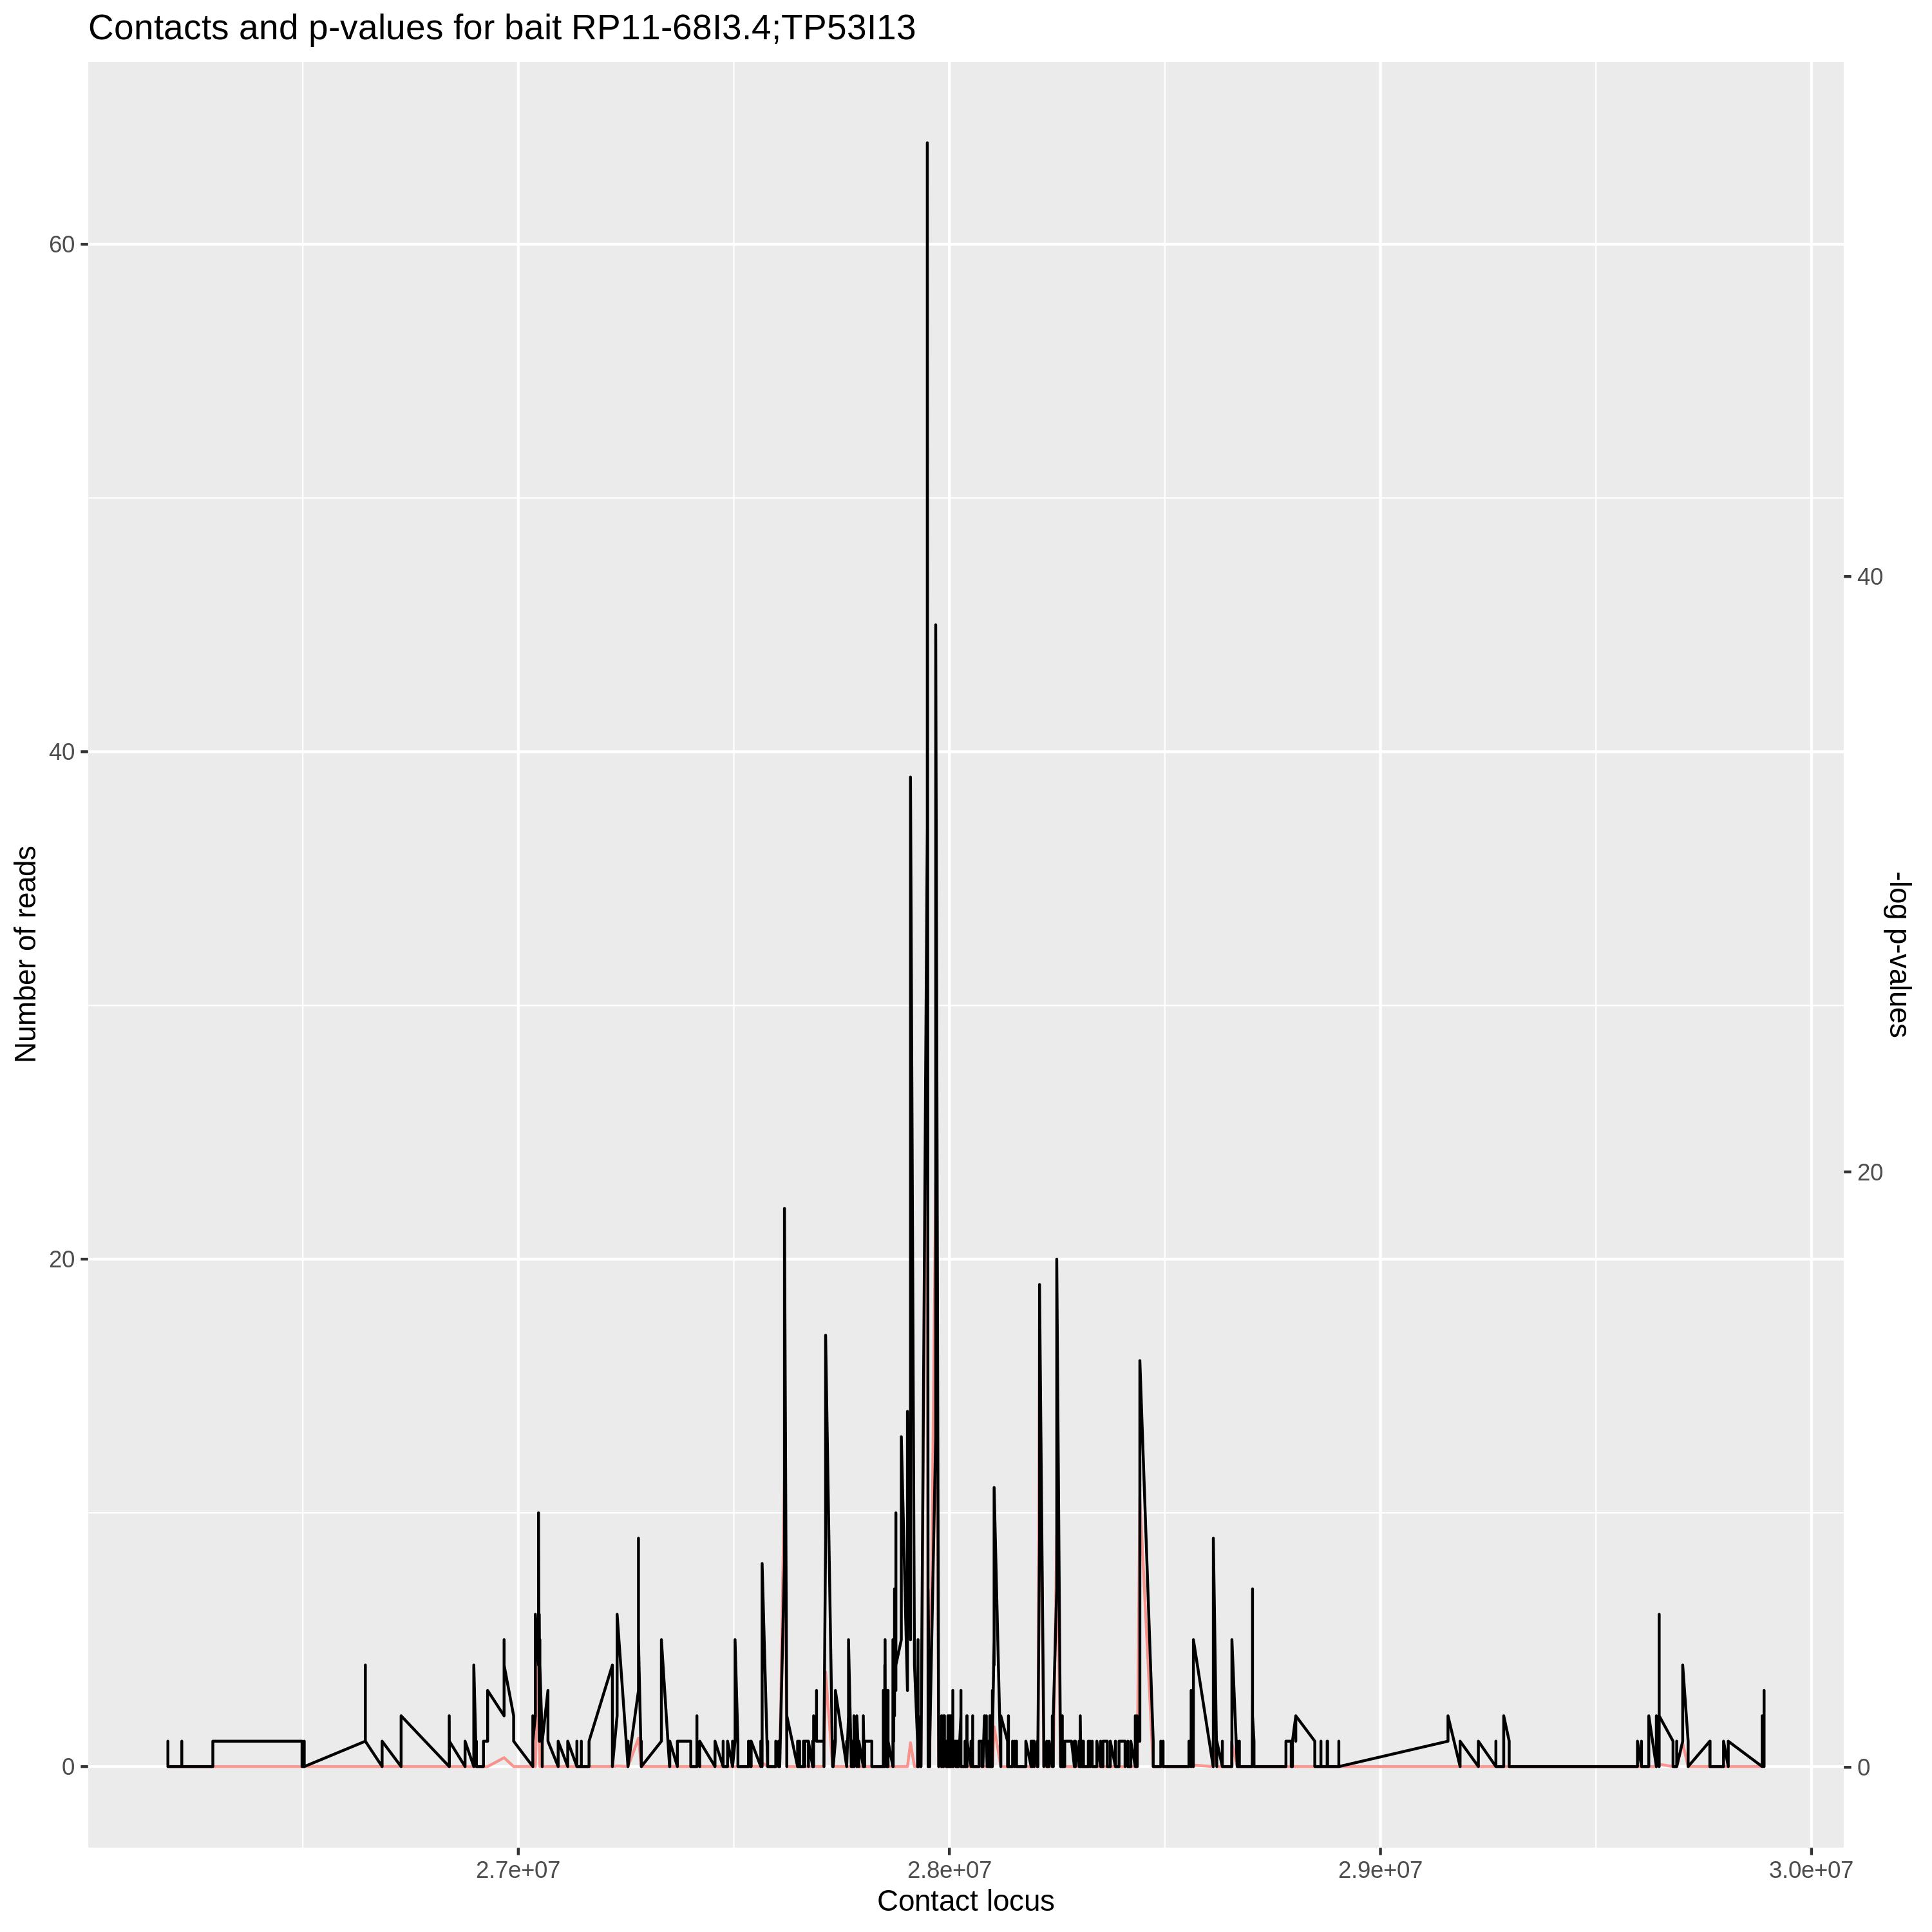 Contacts and p-values for bait RP11-68I3.4;TP53I13
60
40
20
0
Number of reads
40
20
0
-log p-values
2.7e+07
2.8e+07
2.9e+07
3.0e+07
Contact locus